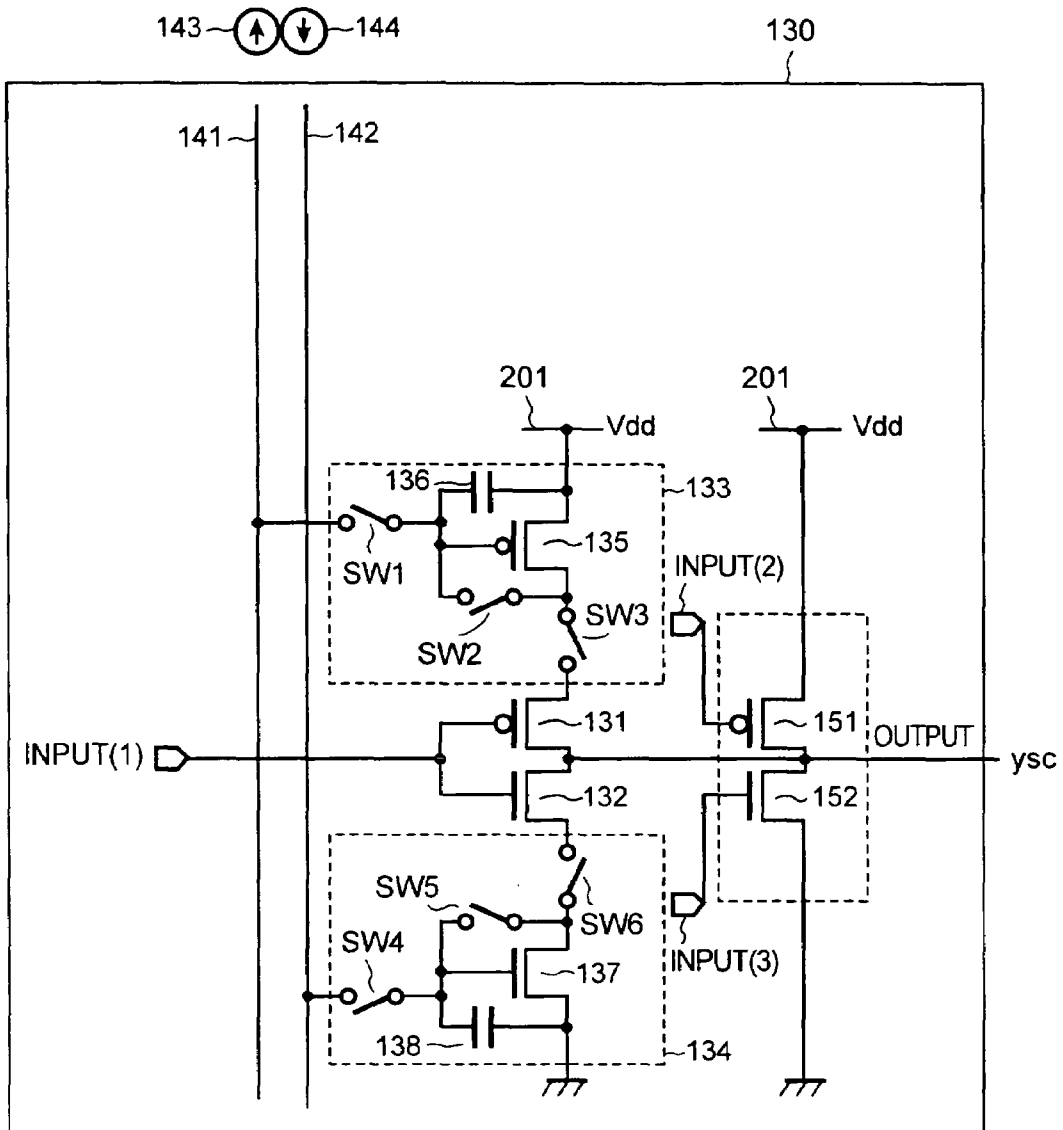 143
144
130
141
142
201
Vdd
201
Vdd
136
133
SW1
135
INPUT(2)
SW2
SW3
131
151
OUTPUT
INPUT(1)
ysc
132
152
SW5
SW6
SW4
137
INPUT(3)
138
134